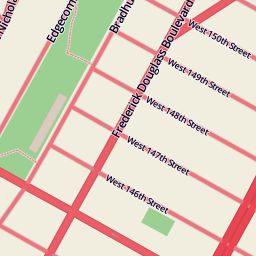 Edgecom
Bradhu
Frederick Douglass Boulevard
West 150th Street
West 149th Street
West 148th Street
West 147th Street
West 146th Street